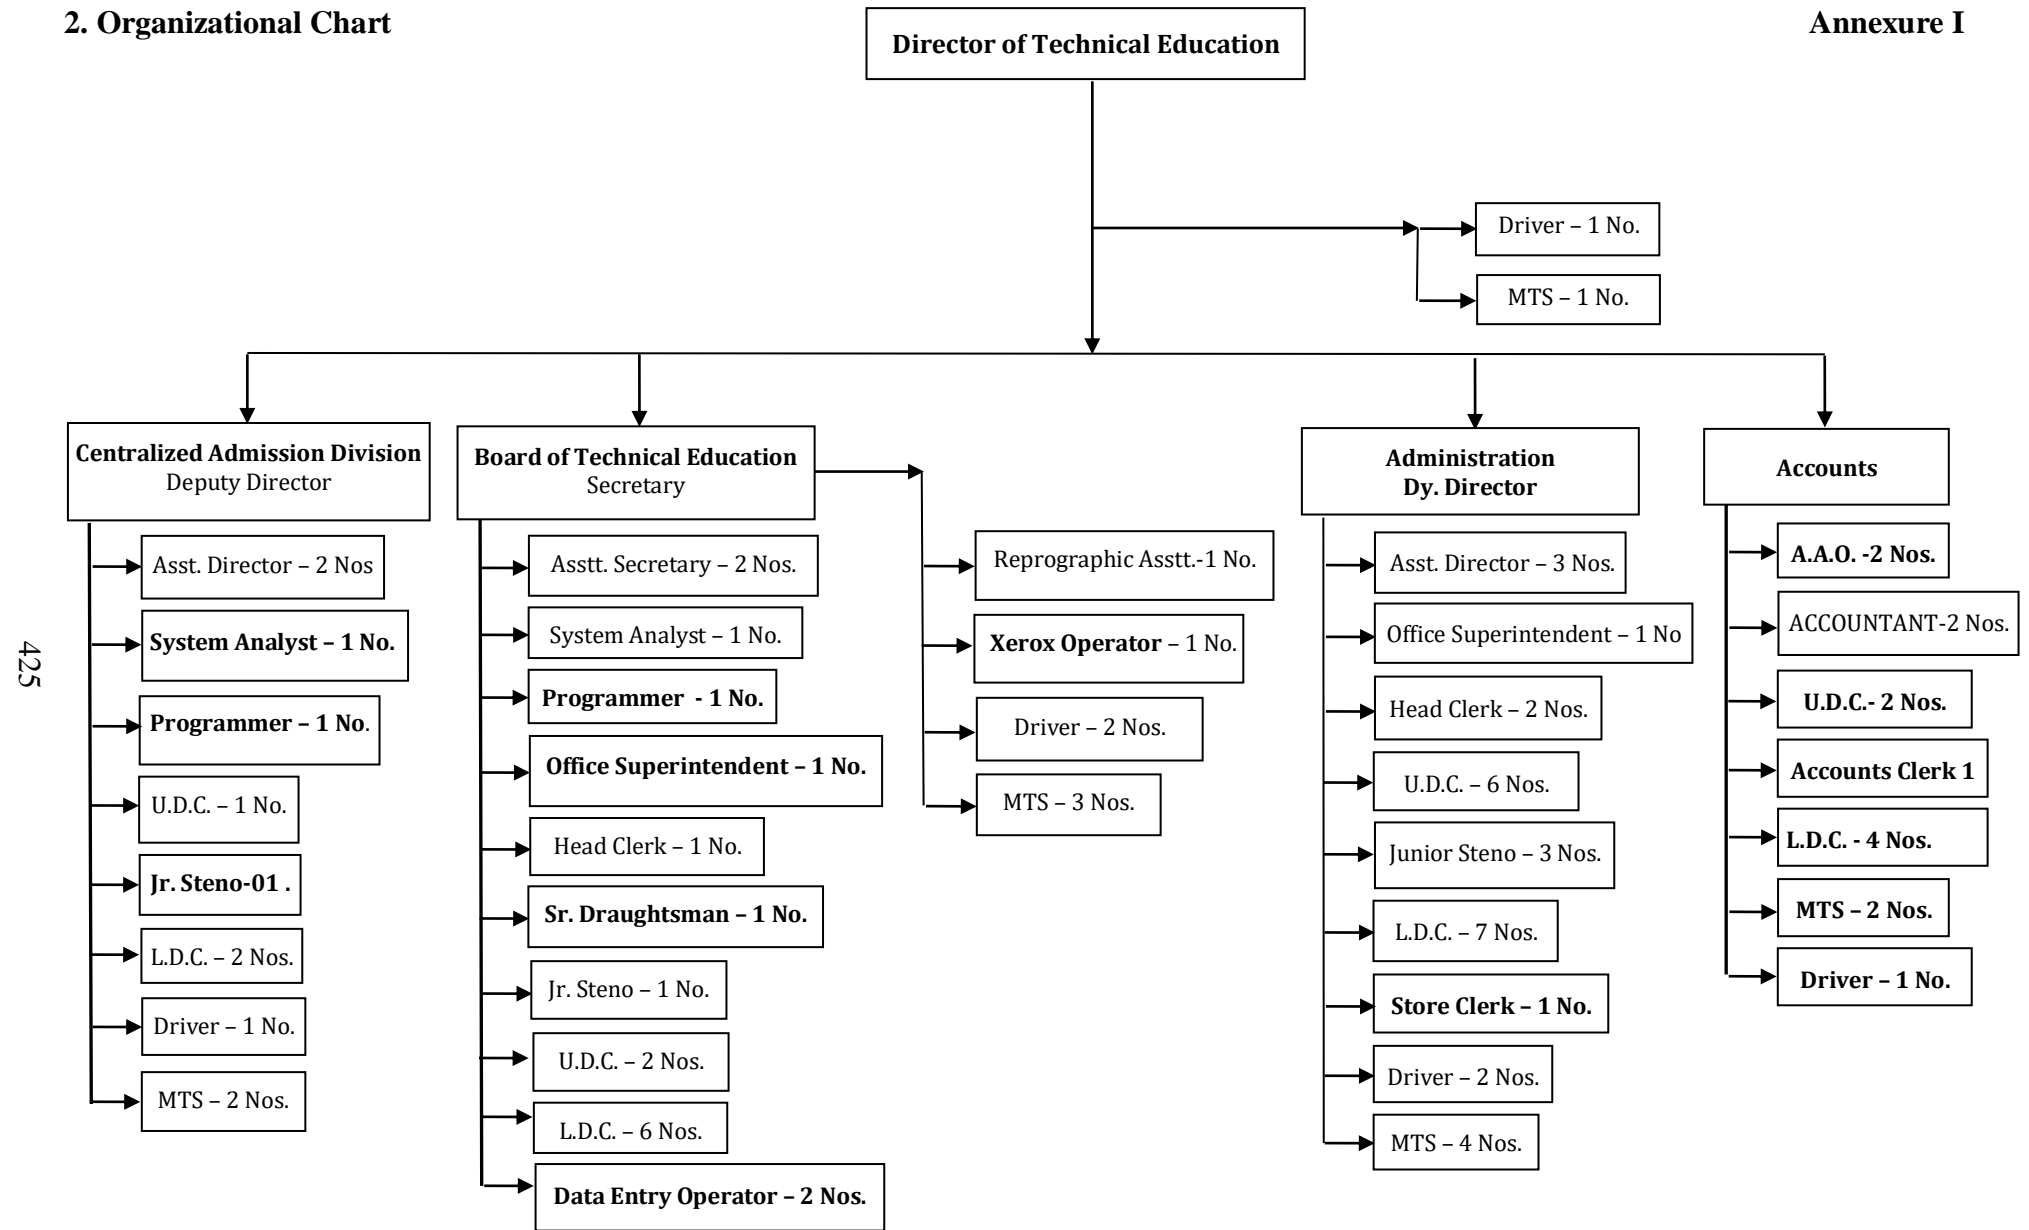 2. Organizational Chart
Annexure I
Director of Technical Education
Driver – 1 No.
MTS – 1 No.
Centralized Admission Division
Deputy Director
Asst. Director – 2 Nos
System Analyst – 1 No.
Programmer – 1 No.
U.D.C. – 1 No.
Jr. Steno-01 .
L.D.C. – 2 Nos.
Driver – 1 No.
MTS – 2 Nos.
Board of Technical Education
Secretary
Asstt. Secretary – 2 Nos.
System Analyst – 1 No.
Programmer - 1 No.
Office Superintendent – 1 No.
Head Clerk – 1 No.
Sr. Draughtsman – 1 No.
Jr. Steno – 1 No.
U.D.C. – 2 Nos.
L.D.C. – 6 Nos.
Data Entry Operator – 2 Nos.
Reprographic Asstt.-1 No.
Xerox Operator – 1 No.
Driver – 2 Nos.
MTS – 3 Nos.
Administration
Dy. Director
Asst. Director – 3 Nos.
Office Superintendent – 1 No
Head Clerk – 2 Nos.
U.D.C. – 6 Nos.
Junior Steno – 3 Nos.
L.D.C. – 7 Nos.
Store Clerk – 1 No.
Driver – 2 Nos.
MTS – 4 Nos.
Accounts
A.A.O. -2 Nos.
ACCOUNTANT-2 Nos.
U.D.C.- 2 Nos.
Accounts Clerk 1
L.D.C. - 4 Nos.
MTS – 2 Nos.
Driver – 1 No.
425